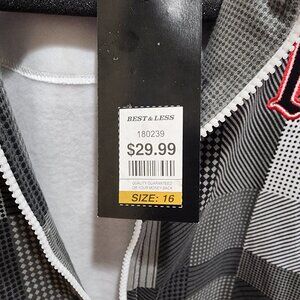 BEST & LESS
180239
$29.99
QUALITY GUARANTEED
OR YOUR MONEY BACK
SIZE: 16